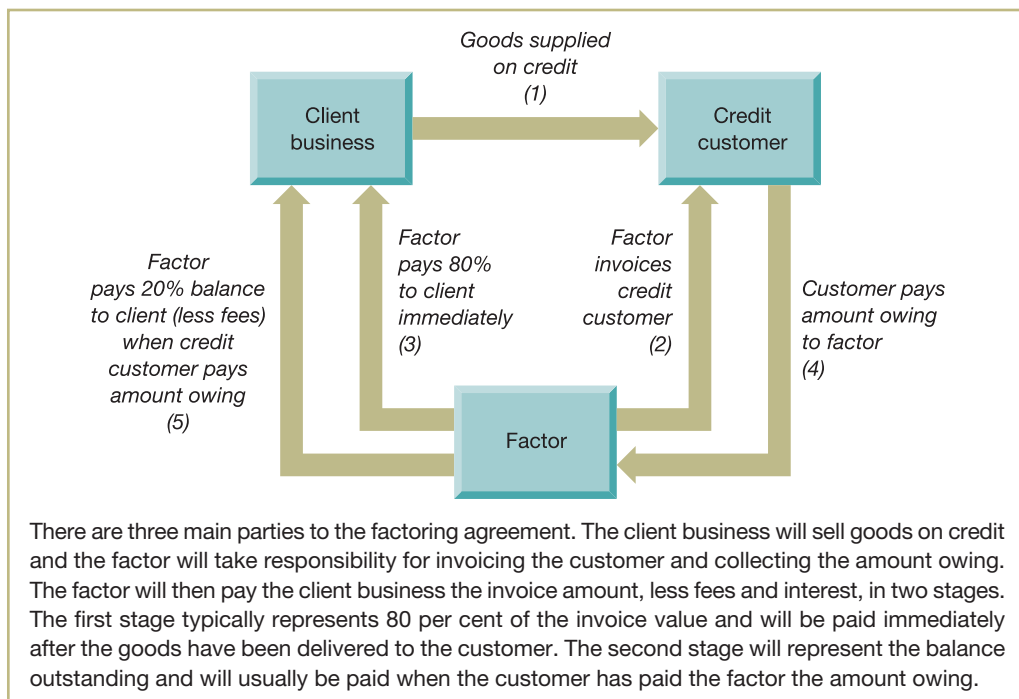 Goods supplied
on credit
(1)
Client
business
Credit
customer
Factor
pays 20% balance
to client (less fees)
when credit
customer pays
amount owing
(5)
Factor
pays 80%
to client
immediately
(3)
Factor
invoices
credit
customer
(2)
Customer pays
amount owing
to factor
(4)
Factor
There are three main parties to the factoring agreement. The client business will sell goods on credit
and the factor will take responsibility for invoicing the customer and collecting the amount owing.
The factor will then pay the client business the invoice amount, less fees and interest, in two stages.
The first stage typically represents 80 per cent of the invoice value and will be paid immediately
after the goods have been delivered to the customer. The second stage will represent the balance
outstanding and will usually be paid when the customer has paid the factor the amount owing.